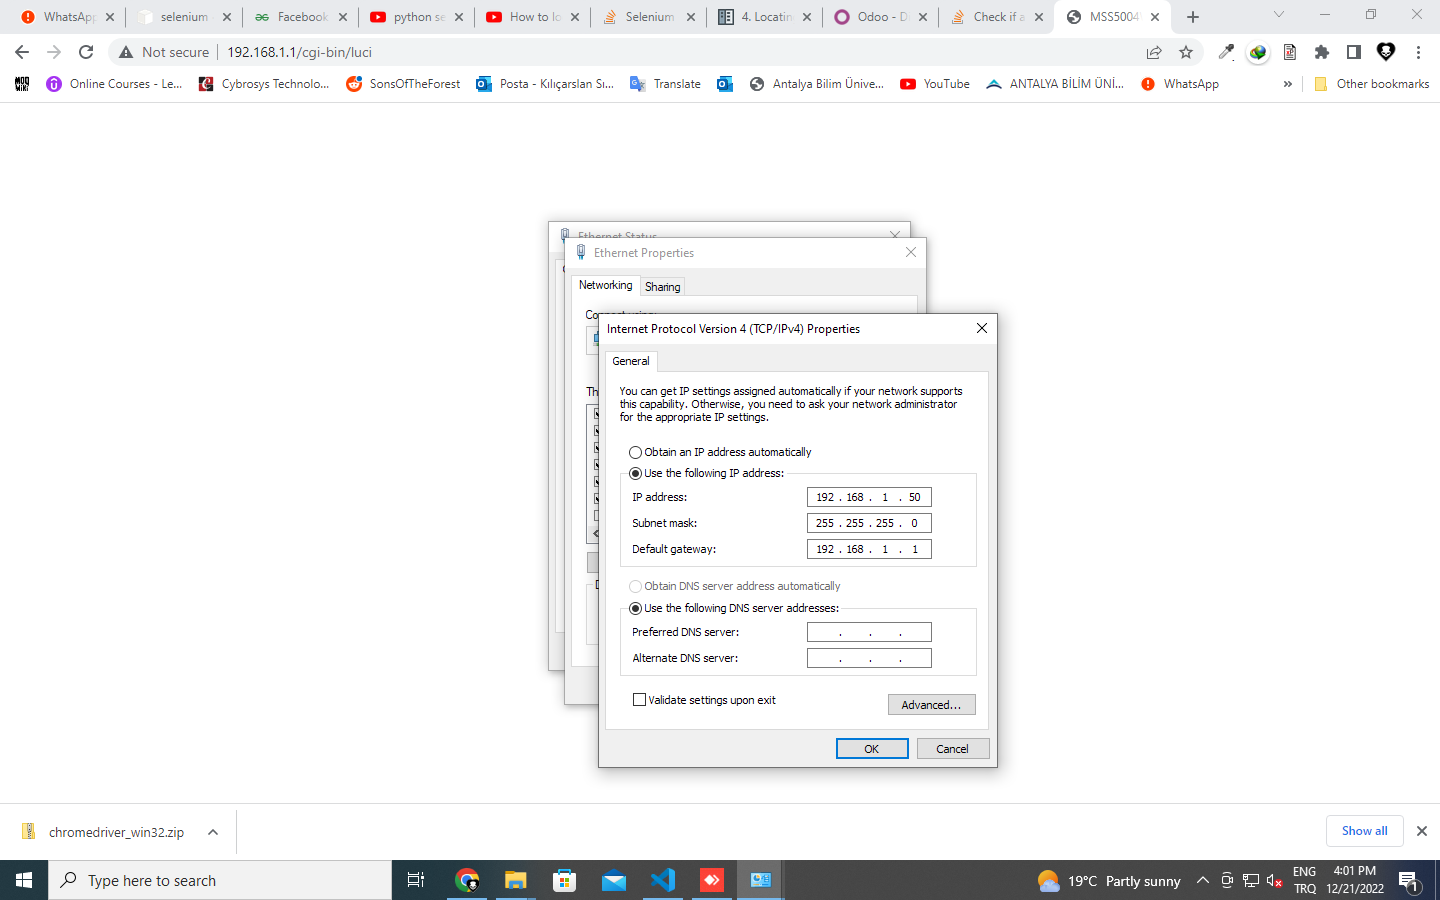 WhatsApp
selenium
Facebook
python se
How to lo
Selenium
4. Locatin
Odoo - D
Check if a
MSS5004
Not secure
192.168.1.1/cgi-bin/luci
Online Courses - Le...
Cybrosys Technolo...
SonsOfTheForest
Posta - Kılıçarslan Sı...
Translate
Antalya Bilim Ünive...
YouTube
ANTALYA BİLİM ÜNİ...
WhatsApp
»
Other bookmarks
Ethernet Status
Ethernet Properties
Networking
Sharing
Connect using:
Th
Internet Protocol Version 4 (TCP/IPv4) Properties
General
You can get IP settings assigned automatically if your network supports
this capability. Otherwise, you need to ask your network administrator
for the appropriate IP settings.
Obtain an IP address automatically
Use the following IP address:
IP address: 192 . 168 . 1 . 50
Subnet mask: 255 . 255 . 255 . 0
Default gateway: 192 . 168 . 1 . 1
Obtain DNS server address automatically
Use the following DNS server addresses:
Preferred DNS server: . . .
Alternate DNS server: . . .
Validate settings upon exit
Advanced...
OK
Cancel
chromedriver_win32.zip
Show all
Type here to search
19°C Partly sunny
ENG
TRQ
4:01 PM
12/21/2022
1